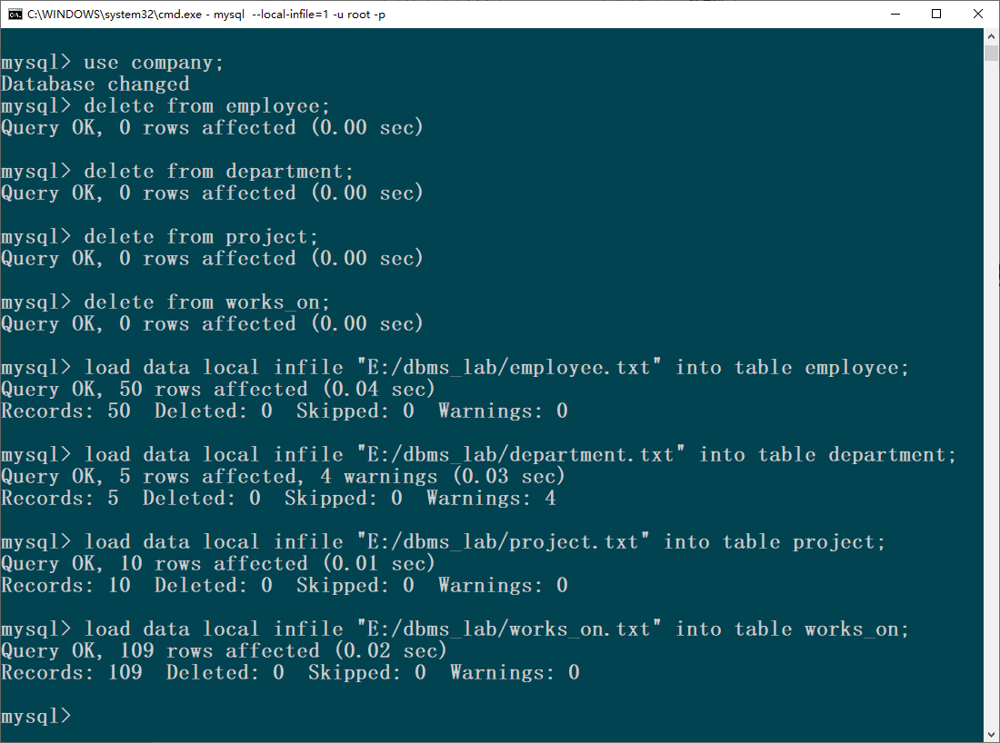 C:\WINDOWS\system32\cmd.exe - mysql  --local-infile=1 -u root -p
mysql> use company;
Database changed
mysql> delete from employee;
Query OK, 0 rows affected (0.00 sec)
mysql> delete from department;
Query OK, 0 rows affected (0.00 sec)
mysql> delete from project;
Query OK, 0 rows affected (0.00 sec)
mysql> delete from works_on;
Query OK, 0 rows affected (0.00 sec)
mysql> load data local infile "E:/dbms_lab/employee.txt" into table employee;
Query OK, 50 rows affected (0.04 sec)
Records: 50  Deleted: 0  Skipped: 0  Warnings: 0
mysql> load data local infile "E:/dbms_lab/department.txt" into table department;
Query OK, 5 rows affected, 4 warnings (0.03 sec)
Records: 5  Deleted: 0  Skipped: 0  Warnings: 4
mysql> load data local infile "E:/dbms_lab/project.txt" into table project;
Query OK, 10 rows affected (0.01 sec)
Records: 10  Deleted: 0  Skipped: 0  Warnings: 0
mysql> load data local infile "E:/dbms_lab/works_on.txt" into table works_on;
Query OK, 109 rows affected (0.02 sec)
Records: 109  Deleted: 0  Skipped: 0  Warnings: 0
mysql>